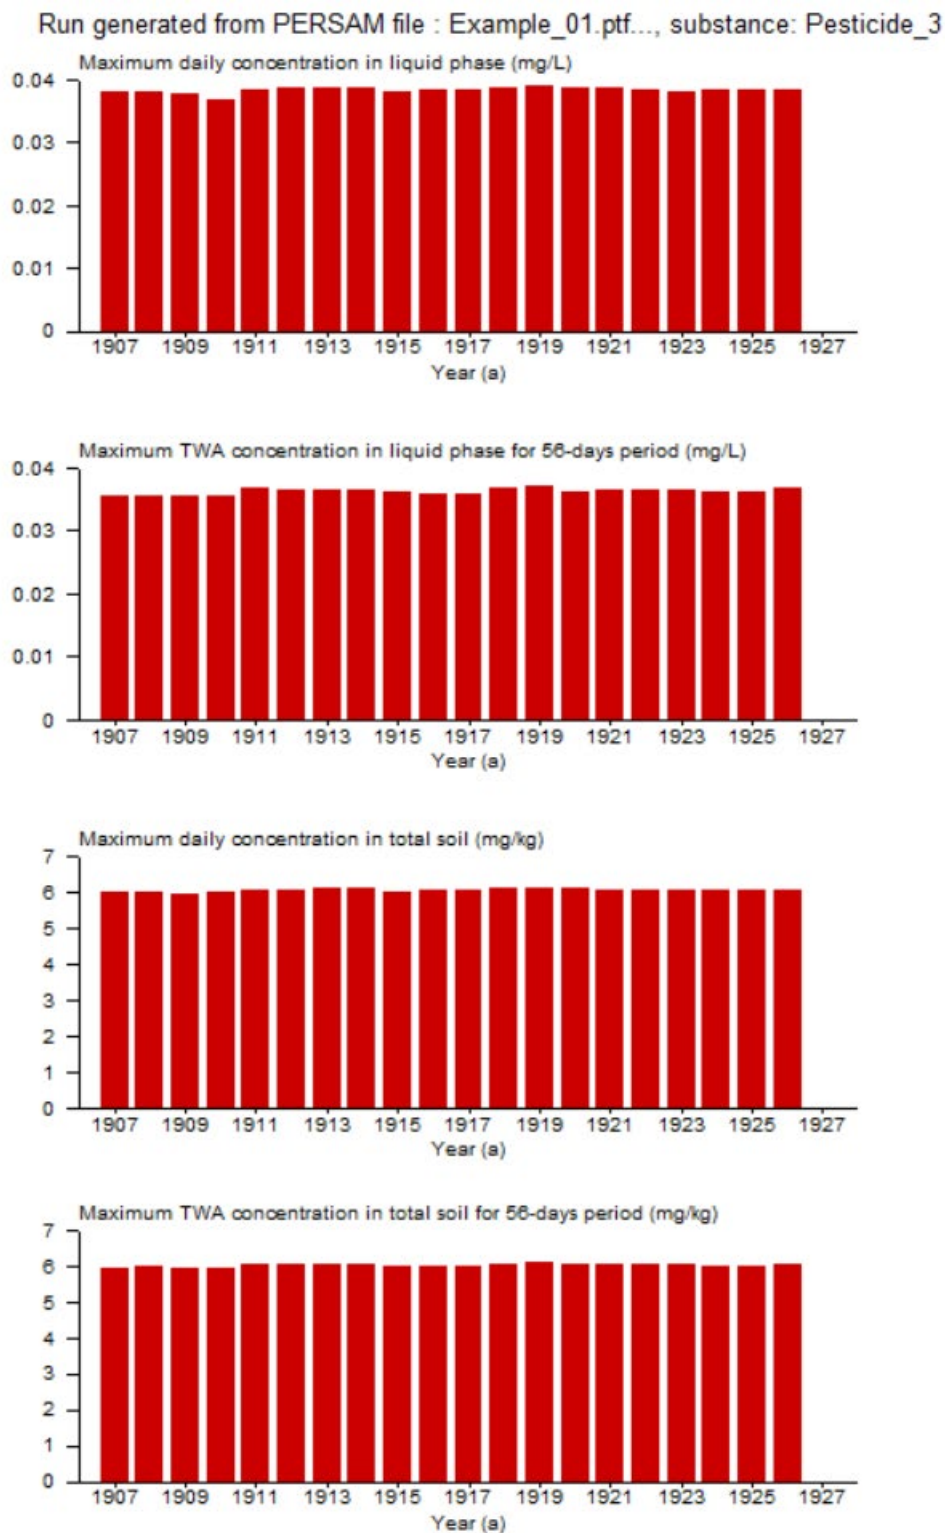 Run generated from PERSAM file : Example_01.ptf..., substance: Pesticide_3
Maximum daily concentration in liquid phase (mg/L)
0.04
0.03
0.02
0.01
0
1907 1909 1911 1913 1915 1917 1919 1921 1923 1925 1927
Year (a)
Maximum TWA concentration in liquid phase for 56-days period (mg/L)
0.04
0.03
0.02
0.01
0
1907 1909 1911 1913 1915 1917 1919 1921 1923 1925 1927
Year (a)
Maximum daily concentration in total soil (mg/kg)
7
6
5
4
3
2
1
0
1907 1909 1911 1913 1915 1917 1919 1921 1923 1925 1927
Year (a)
Maximum TWA concentration in total soil for 56-days period (mg/kg)
7
6
5
4
3
2
1
0
1907 1909 1911 1913 1915 1917 1919 1921 1923 1925 1927
Year (a)